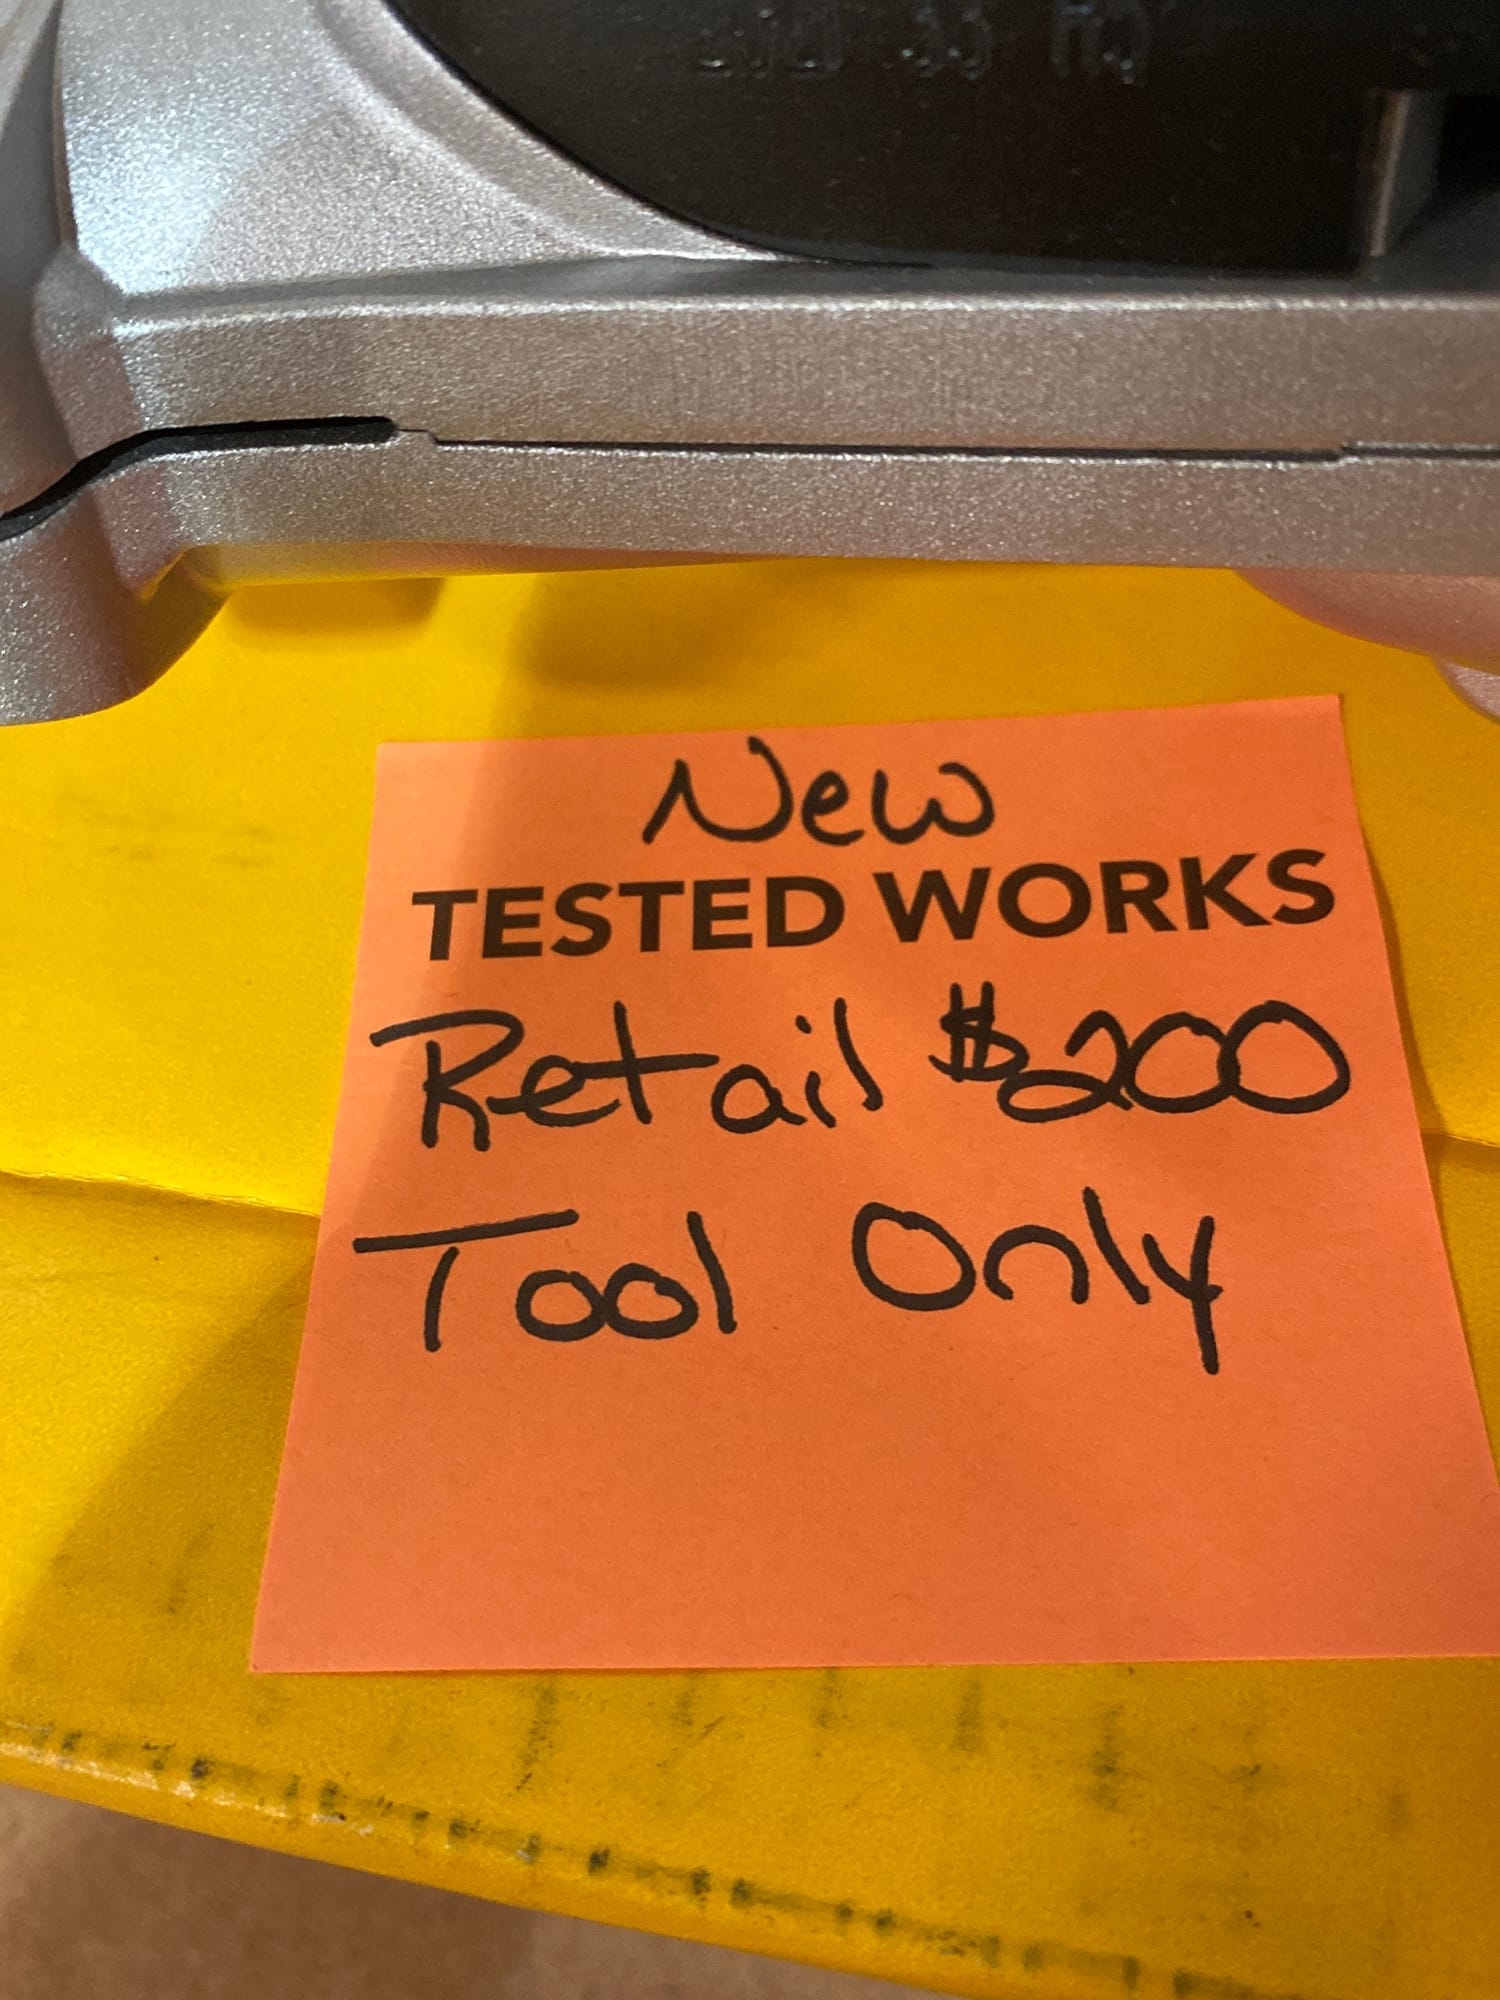 New
TESTED WORKS
Retail $200
Tool Only